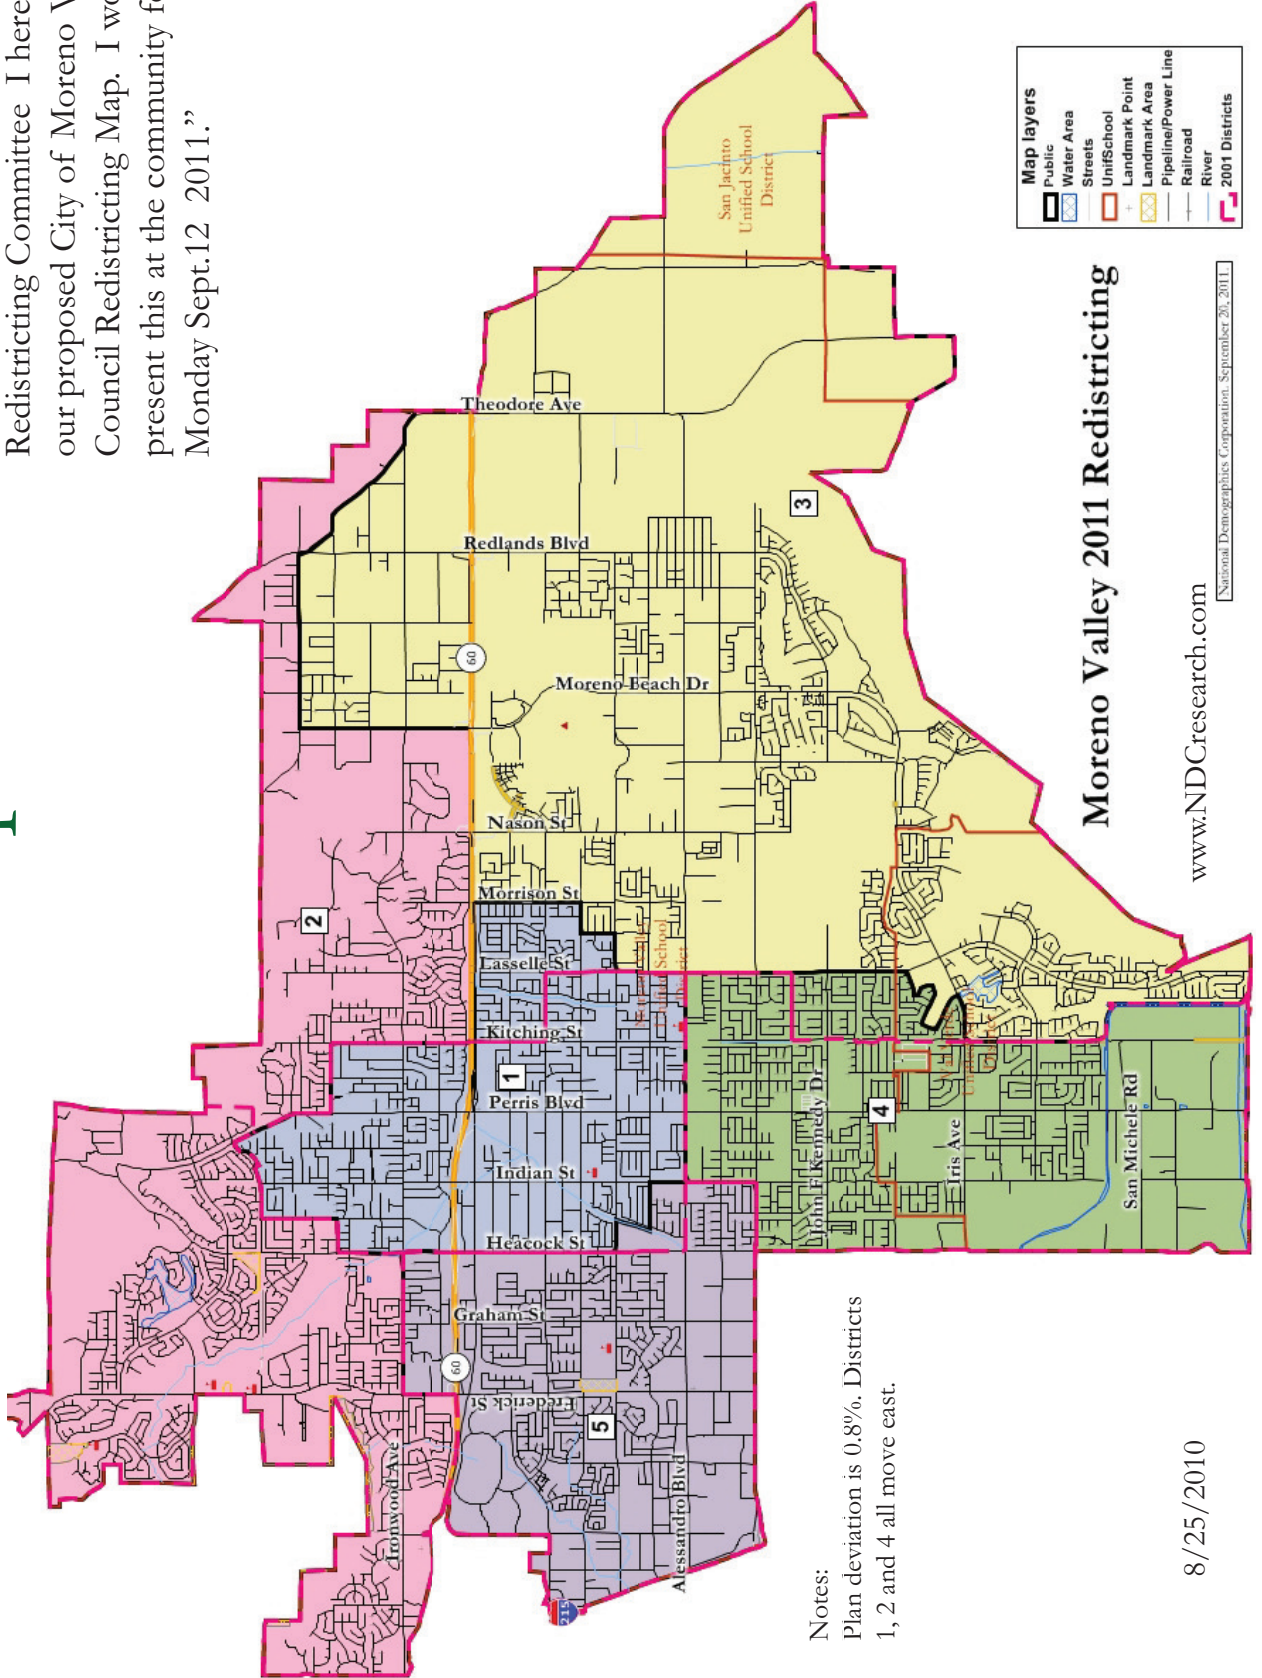 Redistricting Committee I here
our proposed City of Moreno V
Council Redistricting Map. I wo
present this at the community fo
Monday Sept.12 2011.”
San Jacinto
Unified School
District
Map layers
Public
Water Area
Streets
UnifSchool
Landmark Point
Landmark Area
Pipeline/Power Line
Railroad
River
2001 Districts
Theodore Ave
Redlands Blvd
3
60
Moreno Beach Dr
Nason St
Morrison St
2
Lasselle St
Unified School
District
Kitching St
1
Perris Blvd
Indian St
Heacock St
John F Kennedy Dr
4
Iris Ave
San Michele Rd
Graham St
60
Frederick St
5
Ironwood Ave
Alessandro Blvd
215
Moreno Valley 2011 Redistricting
National Demographics Corporation, September 20, 2011.
www.NDCresearch.com
Notes:
Plan deviation is 0.8%. Districts
1, 2 and 4 all move east.
8/25/2010